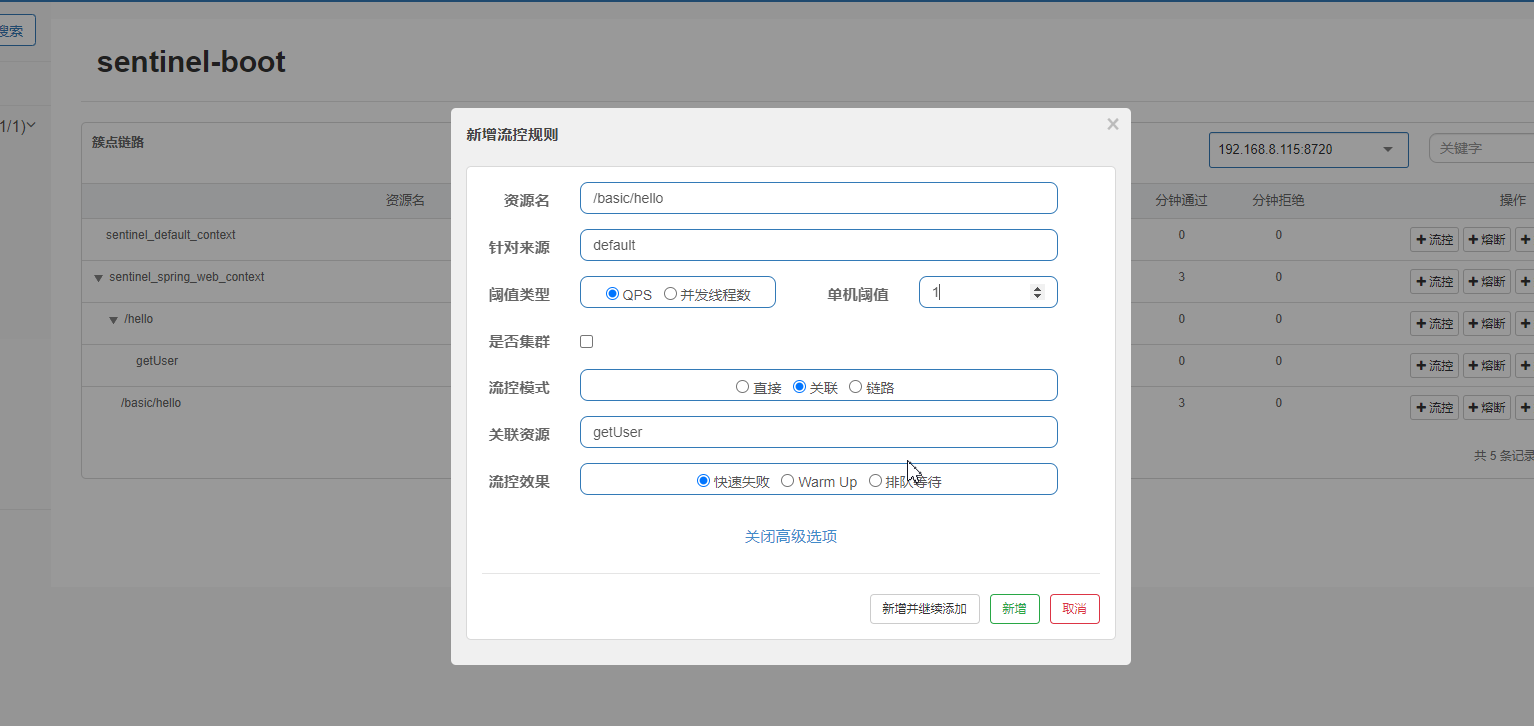 搜索
sentinel-boot
1/1)
簇点链路
192.168.8.115:8720
关键字
资源名 分钟通过 分钟拒绝 操作
sentinel_default_context 0 0 流控 熔断
sentinel_spring_web_context 3 0 流控 熔断
/hello 0 0 流控 熔断
getUser 0 0 流控 熔断
/basic/hello 3 0 流控 熔断
共 5 条记录
新增流控规则 ×
资源名 /basic/hello
针对来源 default
阈值类型 QPS 并发线程数 单机阈值 1
是否集群
流控模式 直接 关联 链路
关联资源 getUser
流控效果 快速失败 Warm Up 排队等待
关闭高级选项
新增并继续添加 新增 取消